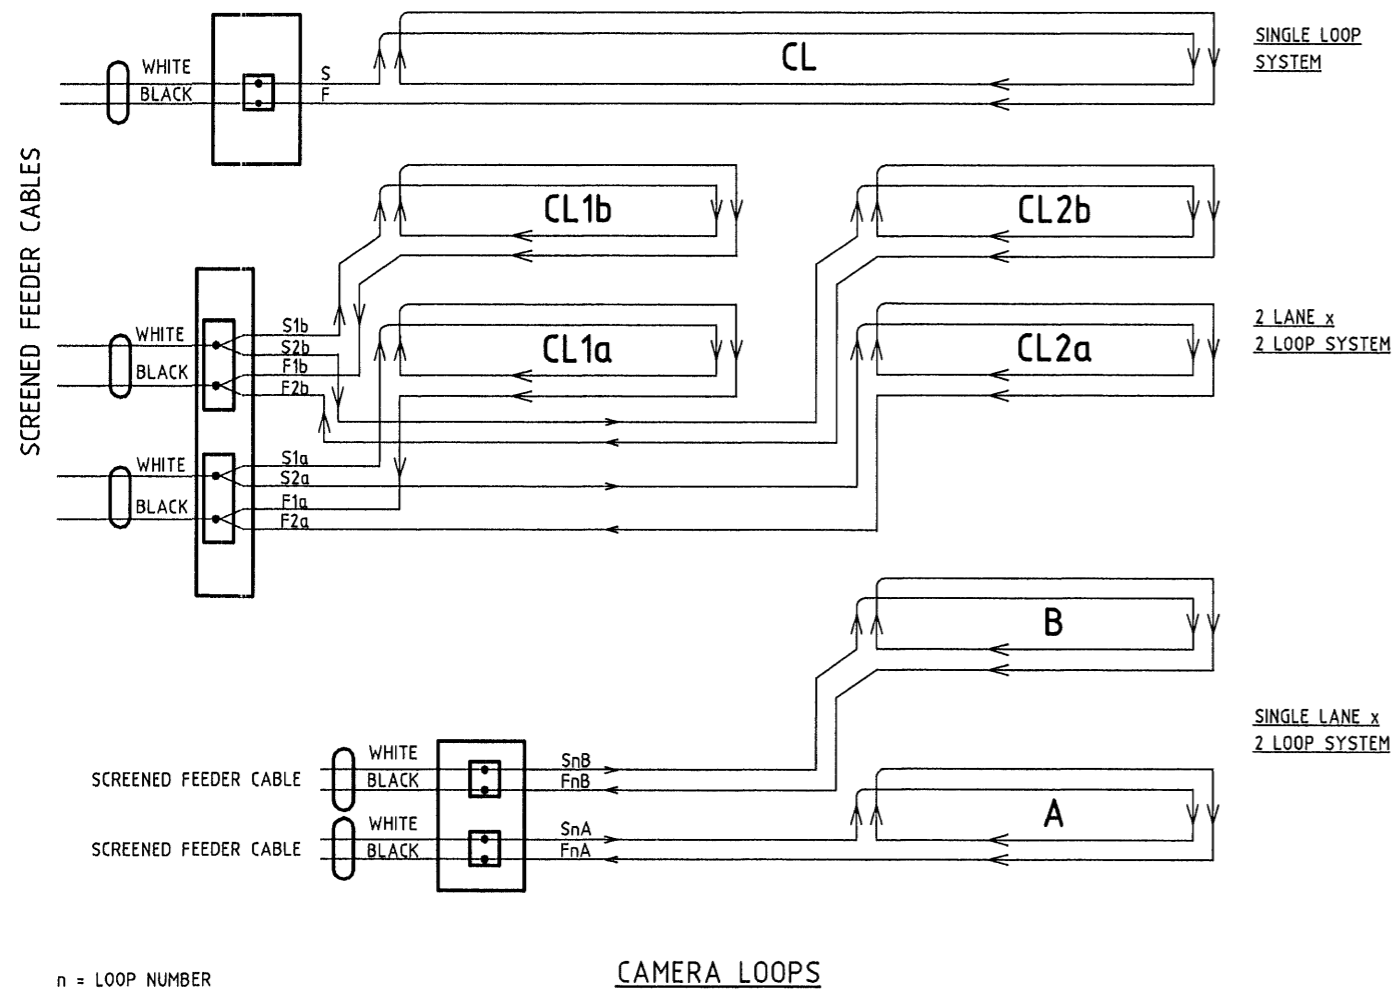 SCREENED FEEDER CABLES
WHITE
BLACK
S
F
CL
SINGLE LOOP
SYSTEM
CL1b
CL2b
WHITE
BLACK
S1b
S2b
F1b
F2b
CL1a
CL2a
2 LANE x
2 LOOP SYSTEM
WHITE
BLACK
S1a
S2a
F1a
F2a
B
SINGLE LANE x
2 LOOP SYSTEM
SCREENED FEEDER CABLE
WHITE
BLACK
SnB
FnB
SCREENED FEEDER CABLE
WHITE
BLACK
SnA
FnA
A
n = LOOP NUMBER
CAMERA LOOPS